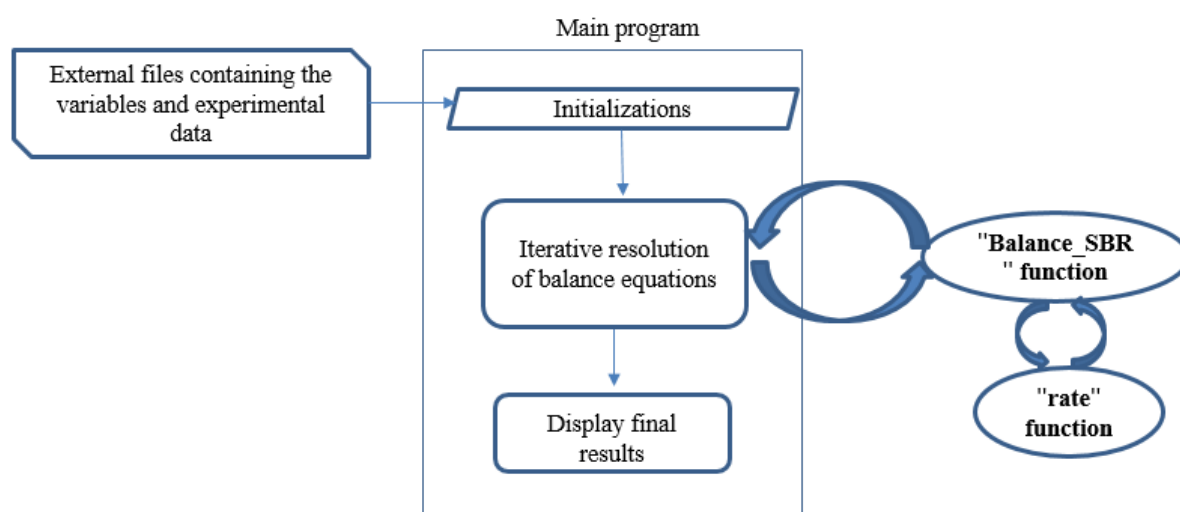 Main program
External files containing the
variables and experimental
data
Initializations
Iterative resolution
of balance equations
"Balance_SBR
" function
"rate"
function
Display final
results